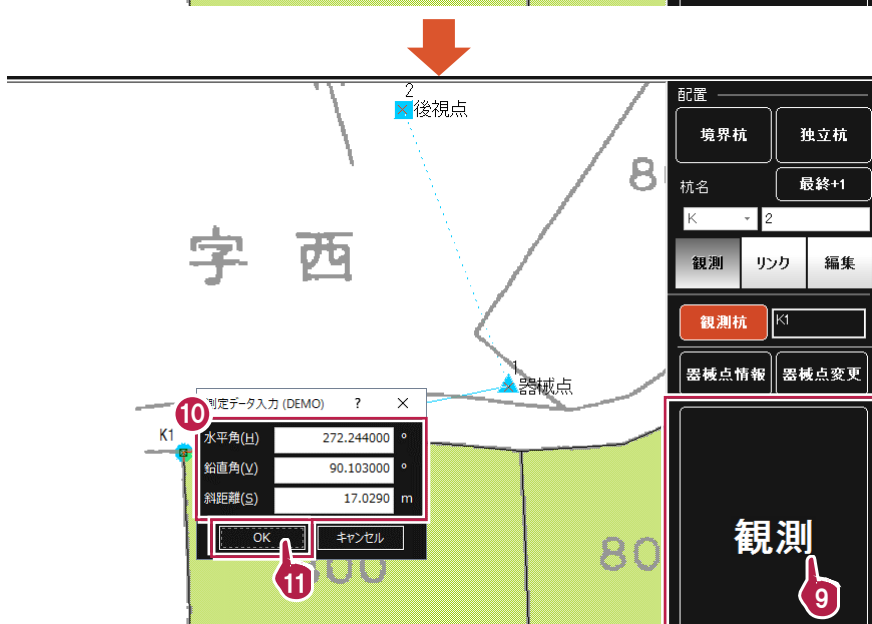 配置
2
後視点
境界杭
独立杭
80
杭名
最終+1
K
2
字 西
観測
リンク
編集
観測杭
K1
1
器械点
器械点情報
器械点変更
測定データ入力 (DEMO) ? ×
10
K1
水平角(H) 272.244000 °
鉛直角(V) 90.103000 °
斜距離(S) 17.0290 m
OK
キャンセル
11
観測
9
800
80